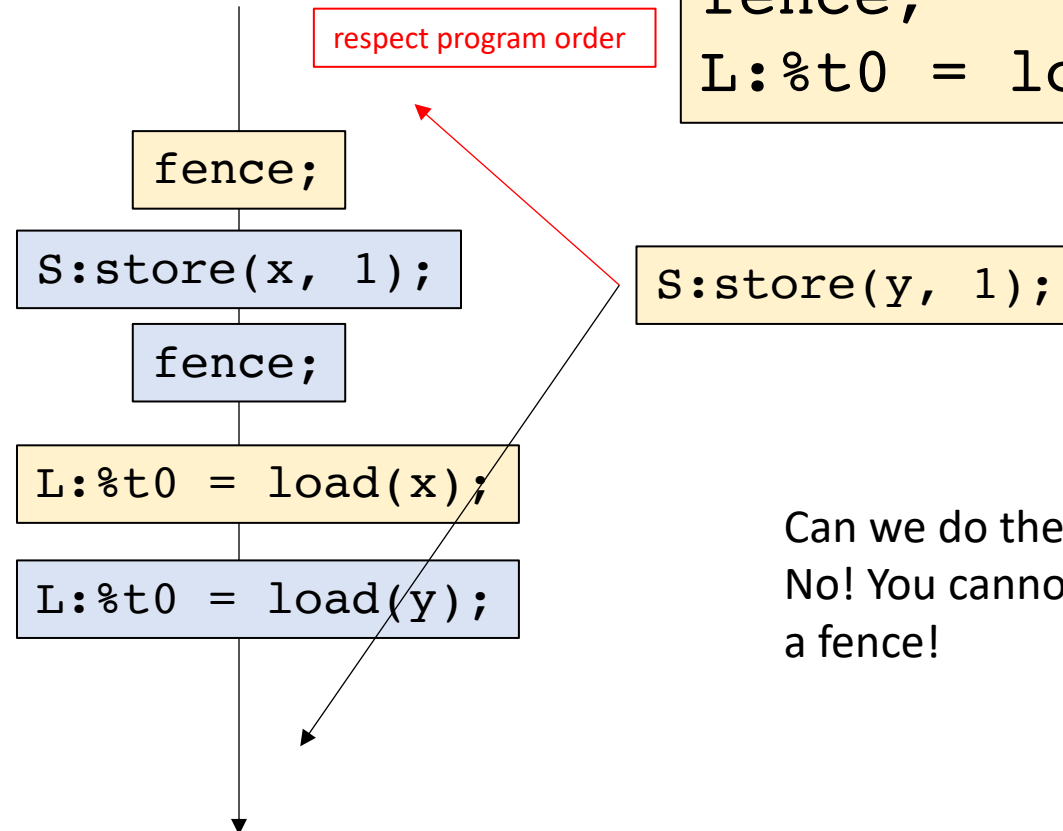 respect program order
fence;
L:%t0 = lo
fence;
S:store(x, 1);
S:store(y, 1);
fence;
L:%t0 = load(x);
L:%t0 = load(y);
Can we do the
No! You canno
a fence!